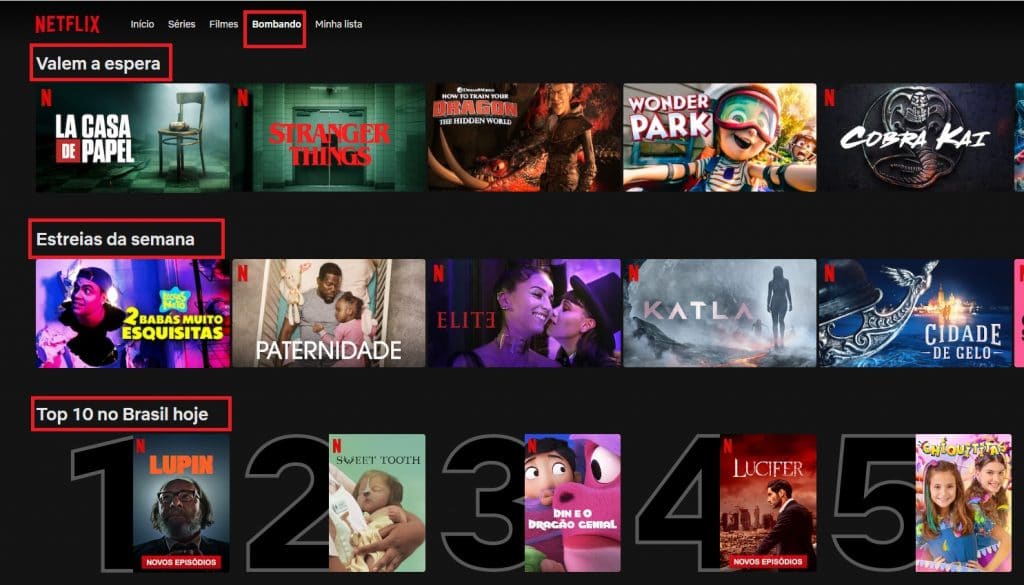 NETFLIX
Início Séries Filmes Bombando Minha lista
Valem a espera
N
LA CASA
DE PAPEL
N
STRANGER
THINGS
DreamWorks
HOW TO TRAIN YOUR
DRAGON
THE HIDDEN WORLD
WONDER
PARK
N
COBRA KAI
Estreias da semana
2 BABÁS MUITO
ESQUISITAS
N
PATERNIDADE
N
ELITE
N
KATLA
N
CIDADE
DE GELO
Top 10 no Brasil hoje
1
N
LUPIN
NOVOS EPISÓDIOS
2
N
SWEET TOOTH
3
N
DIN E O
DRAGÃO GENIAL
4
N
LUCIFER
NOVOS EPISÓDIOS
5
CHIQUITITAS